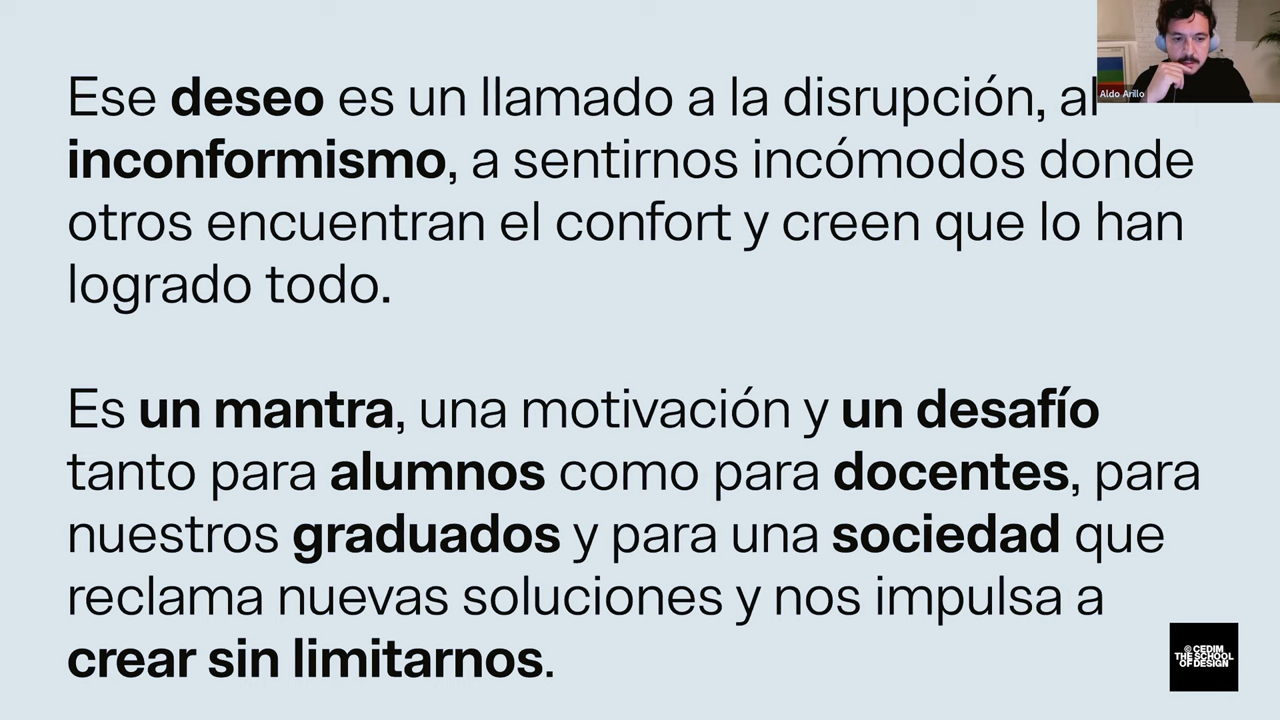 Ese deseo es un llamado a la disrupción, al
inconformismo, a sentirnos incómodos donde
otros encuentran el confort y creen que lo han
logrado todo.
Es un mantra, una motivación y un desafío
tanto para alumnos como para docentes, para
nuestros graduados y para una sociedad que
reclama nuevas soluciones y nos impulsa a
crear sin limitarnos.
Aldo Arillo
@ CEDIM
THE SCHOOL
OF DESIGN